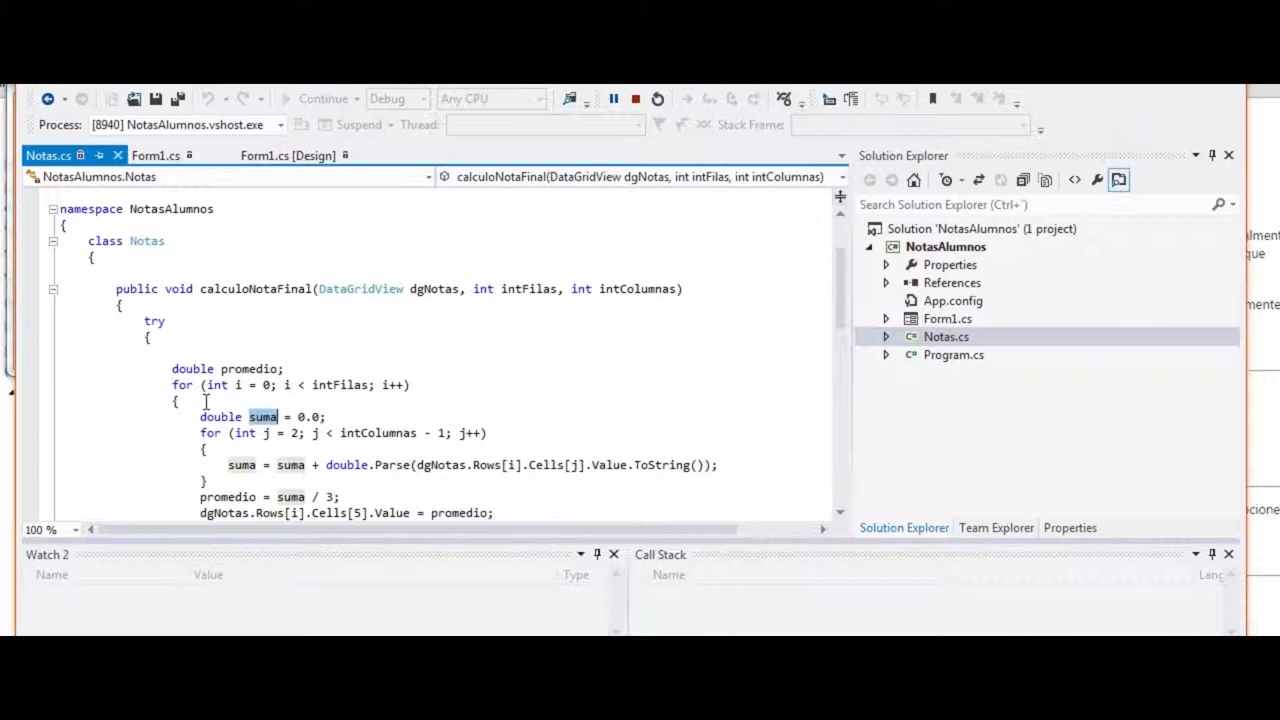 Continue Debug Any CPU
Process: [8940] NotasAlumnos.vshost.exe Suspend Thread: Stack Frame:
Notas.cs Form1.cs Form1.cs [Design]
NotasAlumnos.Notas calculoNotaFinal(DataGridView dgNotas, int intFilas, int intColumnas)
namespace NotasAlumnos
{
class Notas
{
public void calculoNotaFinal(DataGridView dgNotas, int intFilas, int intColumnas)
{
try
{
double promedio;
for (int i = 0; i < intFilas; i++)
{
double suma = 0.0;
for (int j = 2; j < intColumnas - 1; j++)
{
suma = suma + double.Parse(dgNotas.Rows[i].Cells[j].Value.ToString());
}
promedio = suma / 3;
dgNotas.Rows[i].Cells[5].Value = promedio;
100 %
Solution Explorer
Search Solution Explorer (Ctrl+´)
Solution 'NotasAlumnos' (1 project)
NotasAlumnos
Properties
References
App.config
Form1.cs
Notas.cs
Program.cs
Solution Explorer Team Explorer Properties
Watch 2
Name Value Type
Call Stack
Name Lang